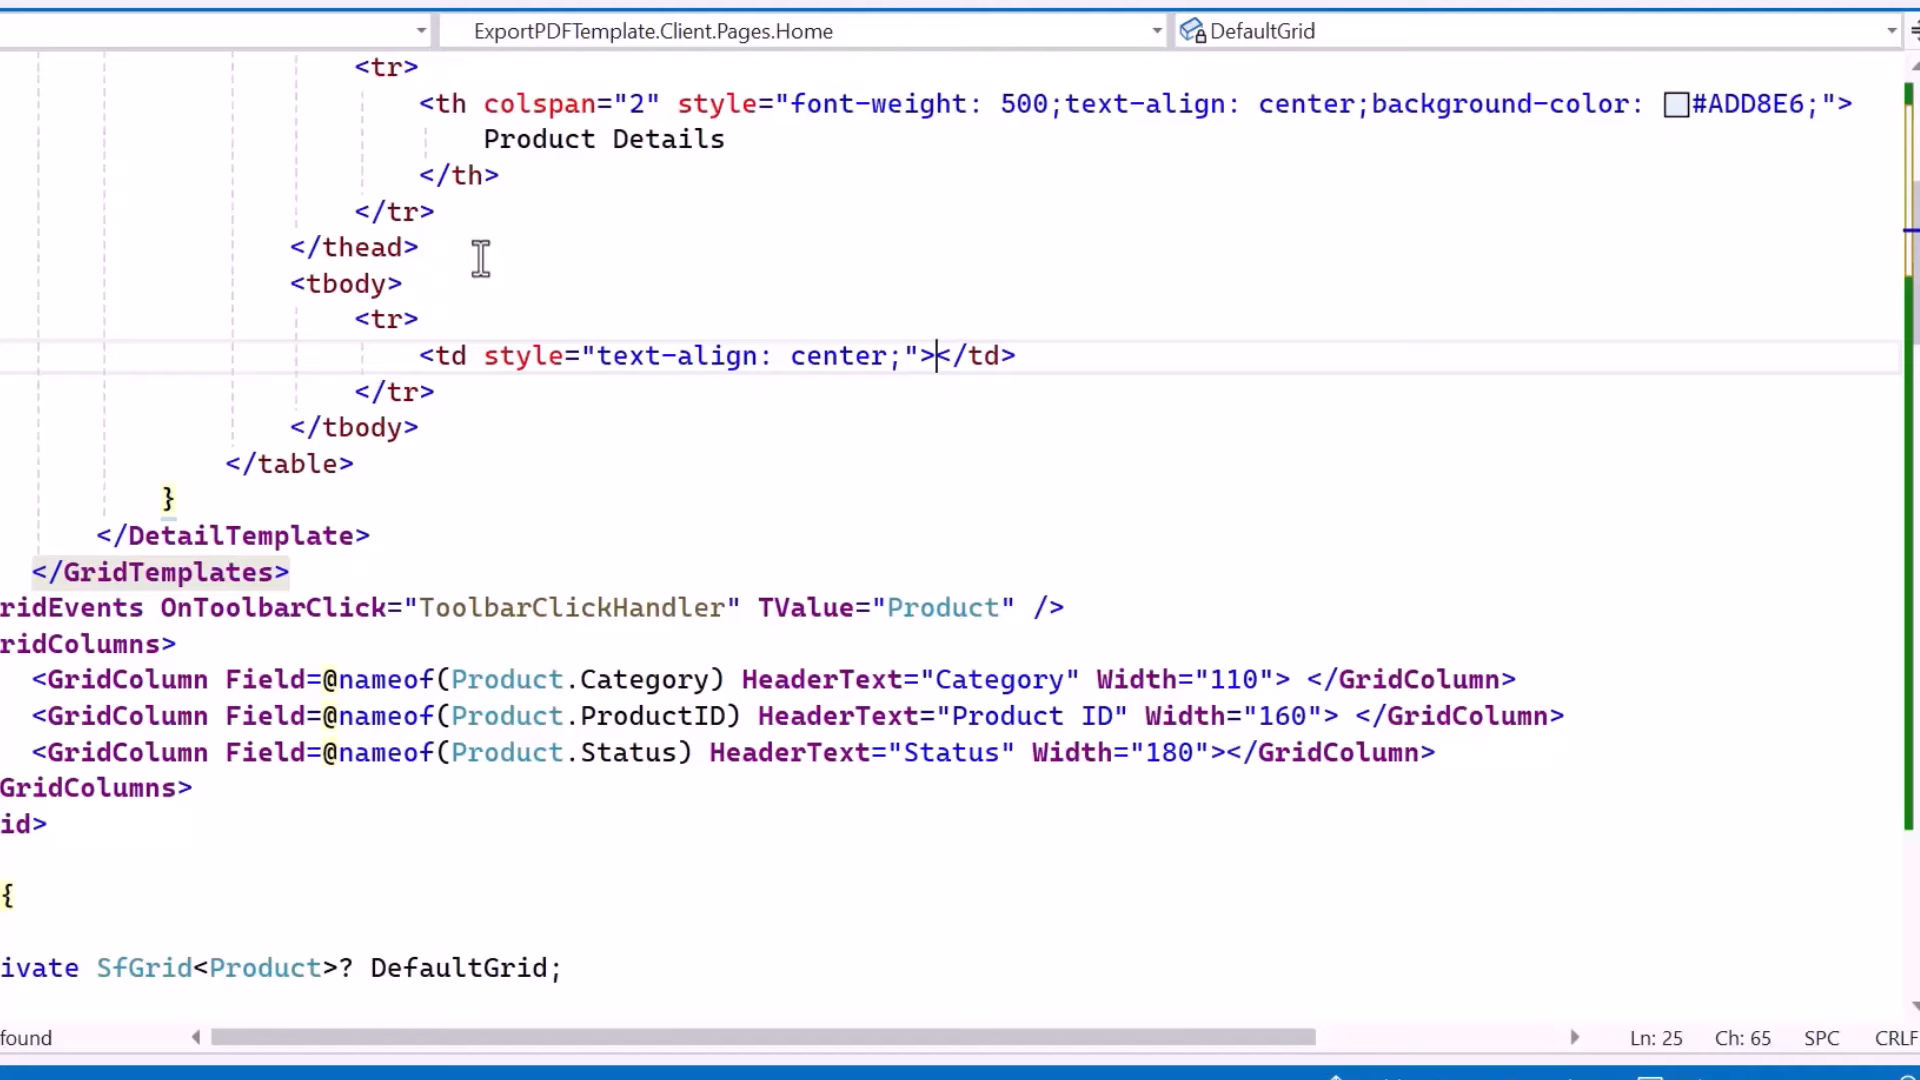 ExportPDFTemplate.Client.Pages.Home DefaultGrid
<tr>
<th colspan="2" style="font-weight: 500;text-align: center;background-color: #ADD8E6;">
Product Details
</th>
</tr>
</thead>
<tbody>
<tr>
<td style="text-align: center;"></td>
</tr>
</tbody>
</table>
}
</DetailTemplate>
</GridTemplates>
ridEvents OnToolbarClick="ToolbarClickHandler" TValue="Product" />
ridColumns>
<GridColumn Field=@nameof(Product.Category) HeaderText="Category" Width="110"> </GridColumn>
<GridColumn Field=@nameof(Product.ProductID) HeaderText="Product ID" Width="160"> </GridColumn>
<GridColumn Field=@nameof(Product.Status) HeaderText="Status" Width="180"></GridColumn>
GridColumns>
id>
{
ivate SfGrid<Product>? DefaultGrid;
found Ln: 25 Ch: 65 SPC CRLF